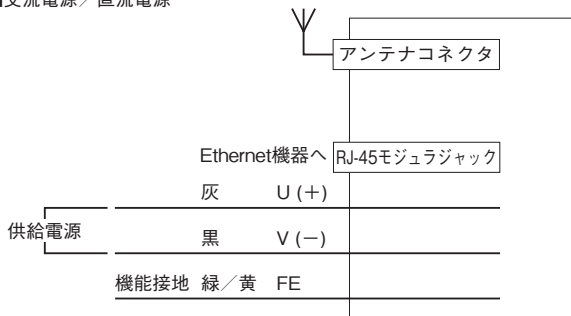 交流電源／直流電源
アンテナコネクタ
Ethernet機器へ RJ-45モジュラジャック
灰 U (＋)
供給電源
黒 V (－)
機能接地 緑／黄 FE